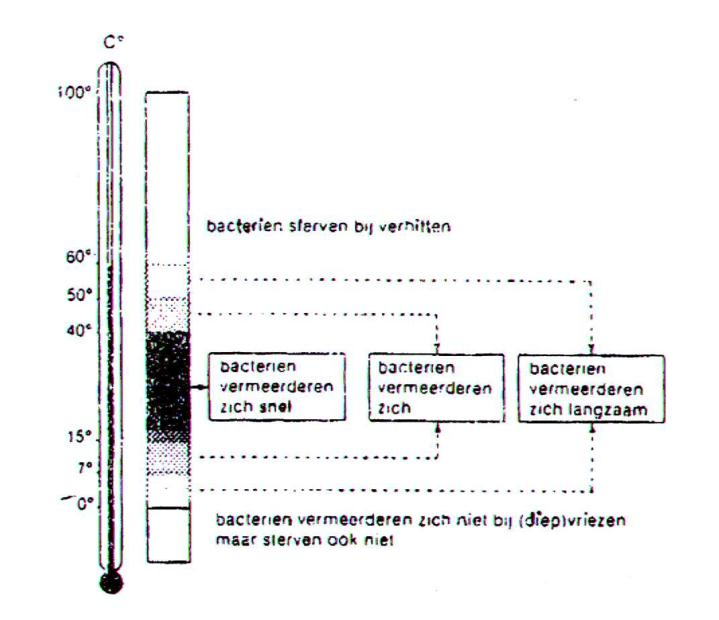 C°
100°
bacterien sterven bij verhitten
60°
50°
40°
bacterien
vermeerderen
zich snel
bacterien
vermeerderen
zich
bacterien
vermeerderen
zich langzaam
15°
7°
0°
bacterien vermeerderen zich niet bij (diep)vriezen
maar sterven ook niet